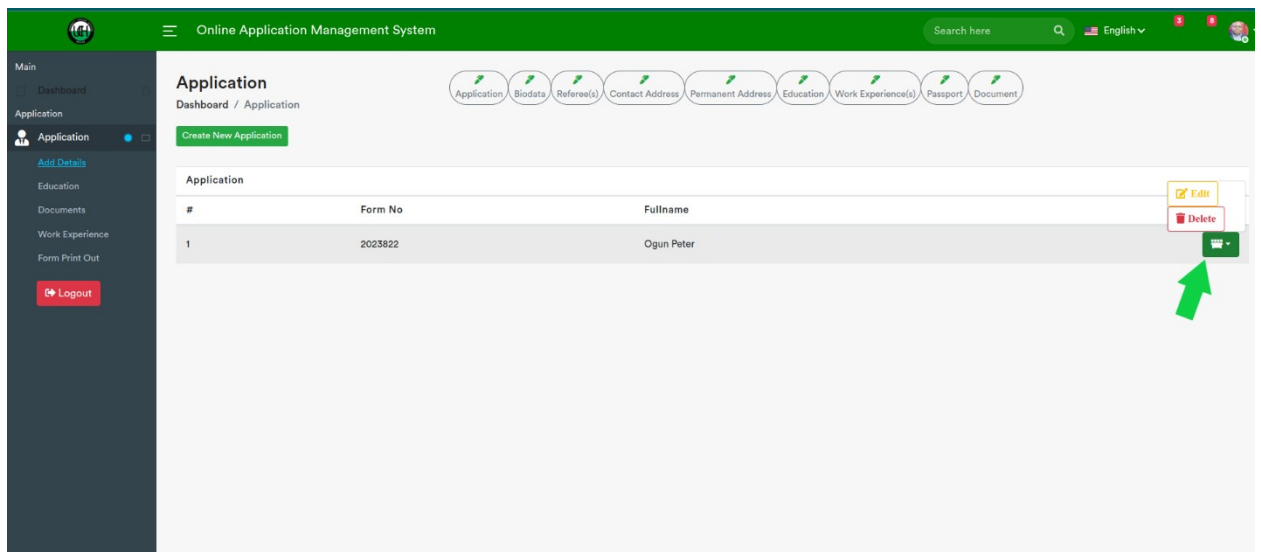 Online Application Management System
Search here
English
3
8
Main
Dashboard
Application
Application
Add Details
Education
Documents
Work Experience
Form Print Out
Logout
Application
Dashboard / Application
Application
Biodata
Referee(s)
Contact Address
Permanent Address
Education
Work Experience(s)
Passport
Document
Create New Application
Application
# Form No Fullname
1 2023822 Ogun Peter
Edit
Delete